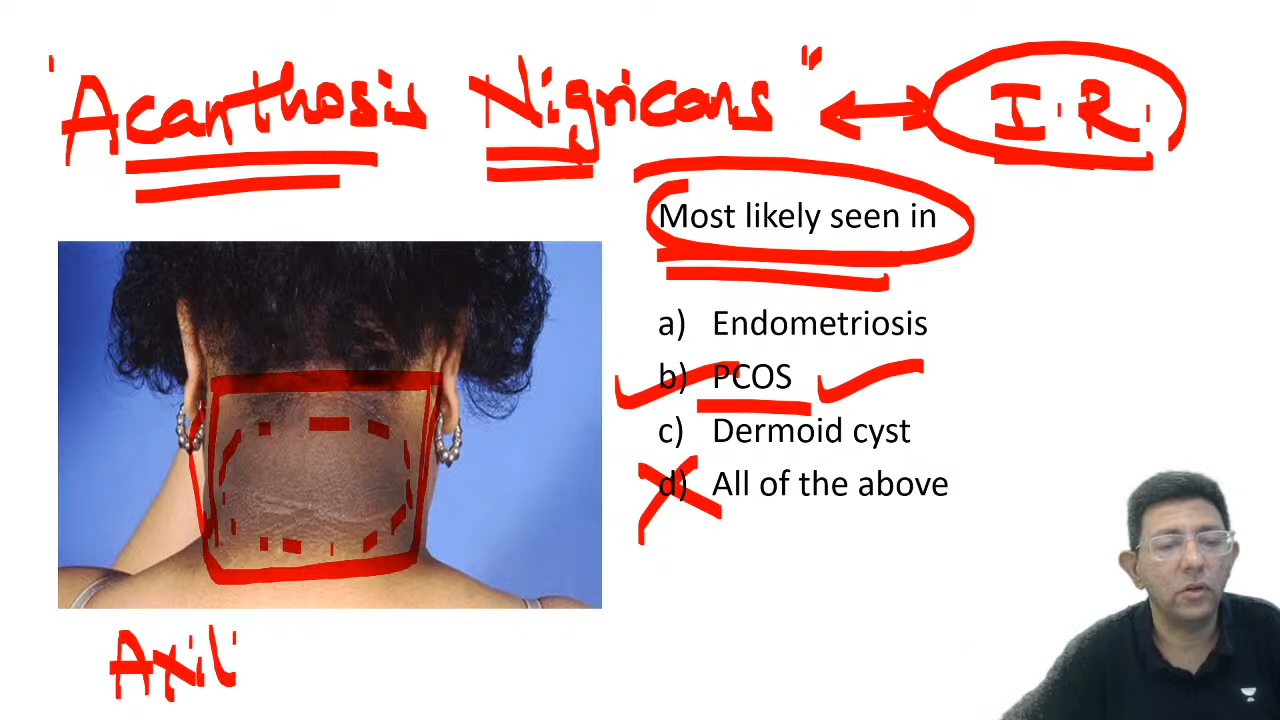 "Acanthosis Nigricans" ↔ I.R.
Most likely seen in
a) Endometriosis
b) PCOS
c) Dermoid cyst
d) All of the above
Axil